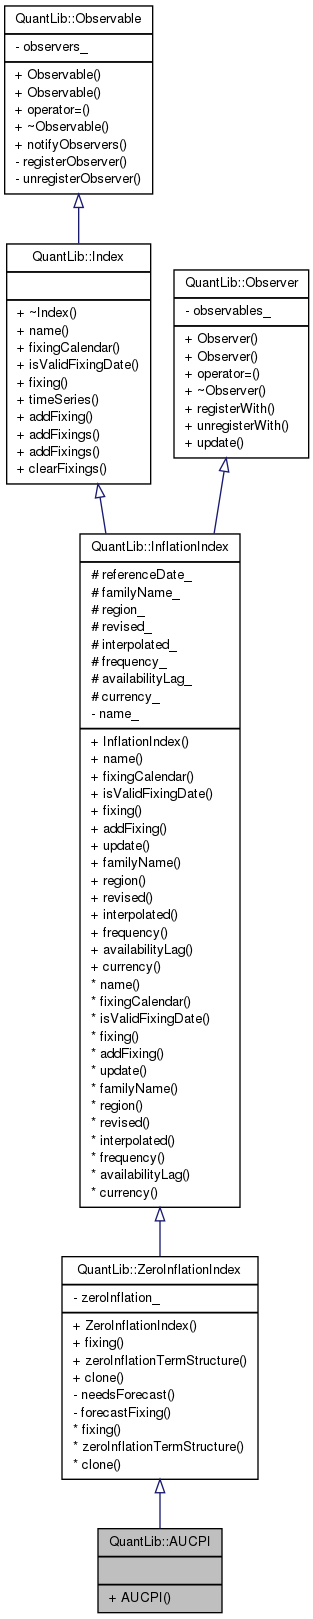 QuantLib::Observable
- observers_
+ Observable()
+ Observable()
+ operator=()
+ ~Observable()
+ notifyObservers()
- registerObserver()
- unregisterObserver()
QuantLib::Index
+ ~Index()
+ name()
+ fixingCalendar()
+ isValidFixingDate()
+ fixing()
+ timeSeries()
+ addFixing()
+ addFixings()
+ addFixings()
+ clearFixings()
QuantLib::Observer
- observables_
+ Observer()
+ Observer()
+ operator=()
+ ~Observer()
+ registerWith()
+ unregisterWith()
+ update()
QuantLib::InflationIndex
# referenceDate_
# familyName_
# region_
# revised_
# interpolated_
# frequency_
# availabilityLag_
# currency_
- name_
+ InflationIndex()
+ name()
+ fixingCalendar()
+ isValidFixingDate()
+ fixing()
+ addFixing()
+ update()
+ familyName()
+ region()
+ revised()
+ interpolated()
+ frequency()
+ availabilityLag()
+ currency()
* name()
* fixingCalendar()
* isValidFixingDate()
* fixing()
* addFixing()
* update()
* familyName()
* region()
* revised()
* interpolated()
* frequency()
* availabilityLag()
* currency()
QuantLib::ZeroInflationIndex
- zeroInflation_
+ ZeroInflationIndex()
+ fixing()
+ zeroInflationTermStructure()
+ clone()
- needsForecast()
- forecastFixing()
* fixing()
* zeroInflationTermStructure()
* clone()
QuantLib::AUCPI
+ AUCPI()